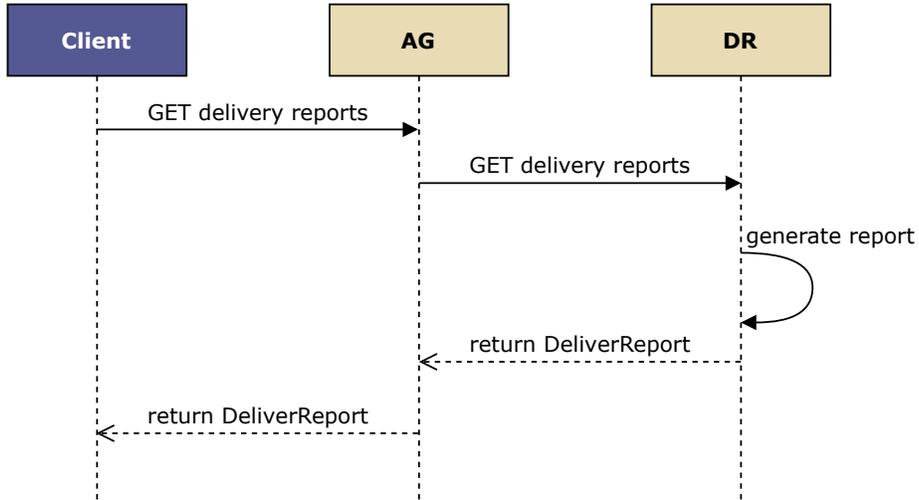 Client
AG
DR
GET delivery reports
GET delivery reports
generate report
return DeliverReport
return DeliverReport